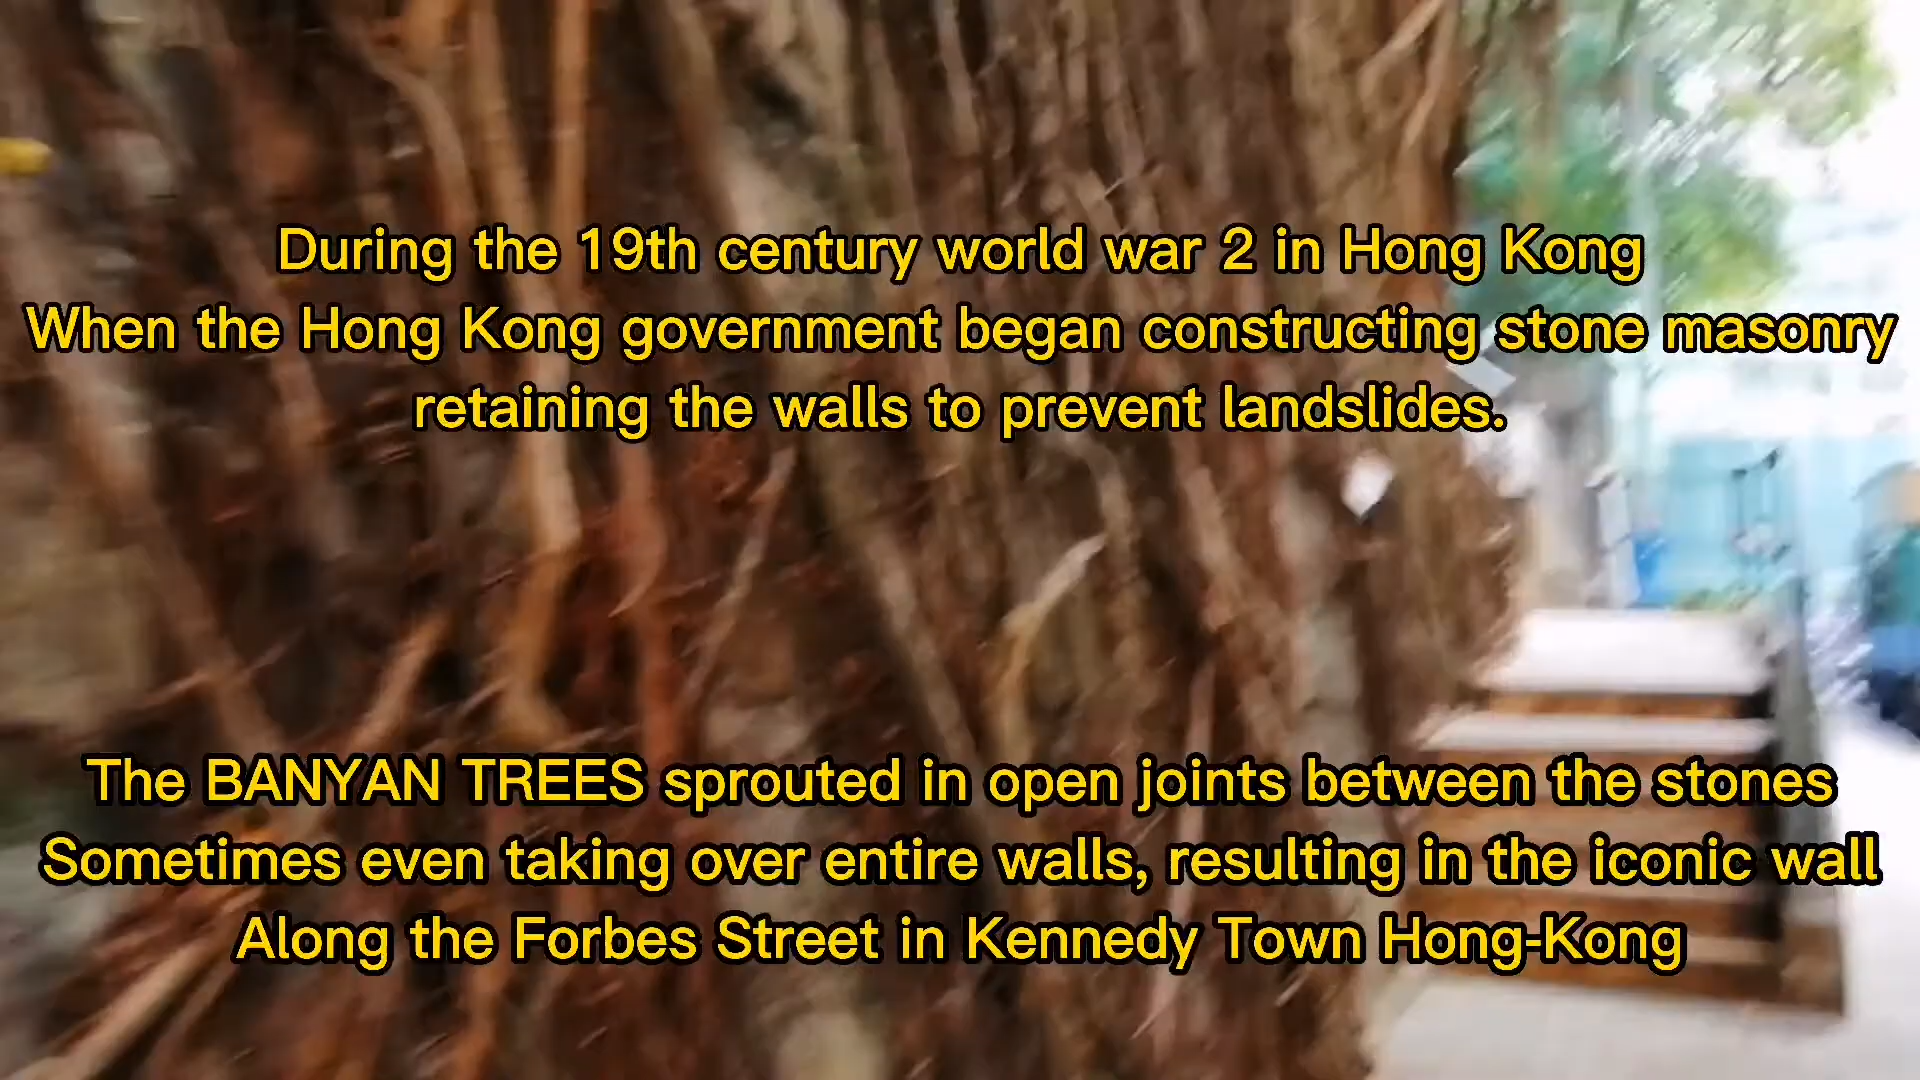 During the 19th century world war 2 in Hong Kong
When the Hong Kong government began constructing stone masonry
retaining the walls to prevent landslides.
The BANYAN TREES sprouted in open joints between the stones
Sometimes even taking over entire walls, resulting in the iconic wall
Along the Forbes Street in Kennedy Town Hong-Kong